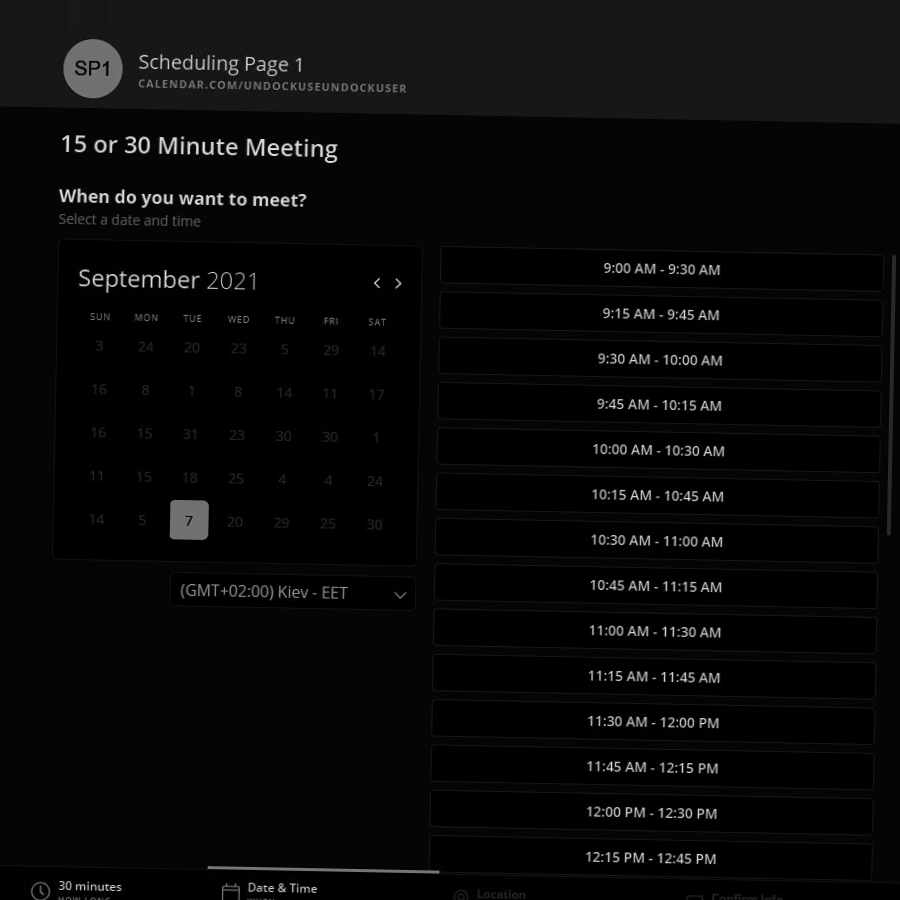 SP1
Scheduling Page 1
CALENDAR.COM/UNDOCKUSEUNDOCKUSER
15 or 30 Minute Meeting
When do you want to meet?
Select a date and time
September 2021
SUN MON TUE WED THU FRI SAT
3 24 20 23 5 29 14
16 8 1 8 14 11 17
16 15 31 23 30 30 1
11 15 18 25 4 4 24
14 5 7 20 29 25 30
(GMT+02:00) Kiev - EET
9:00 AM - 9:30 AM
9:15 AM - 9:45 AM
9:30 AM - 10:00 AM
9:45 AM - 10:15 AM
10:00 AM - 10:30 AM
10:15 AM - 10:45 AM
10:30 AM - 11:00 AM
10:45 AM - 11:15 AM
11:00 AM - 11:30 AM
11:15 AM - 11:45 AM
11:30 AM - 12:00 PM
11:45 AM - 12:15 PM
12:00 PM - 12:30 PM
12:15 PM - 12:45 PM
30 minutes
HOW LONG
Date & Time
Location
Confirm Info